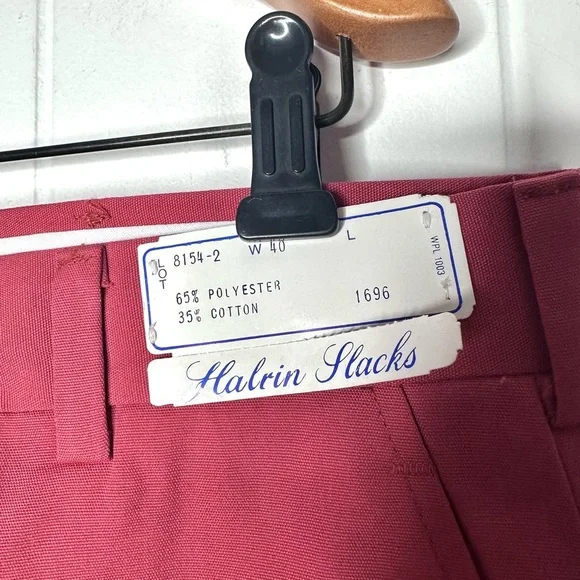 LOT 8154-2 W 40 L
65% POLYESTER
35% COTTON 1696
WPL 1003
Halrin Slacks